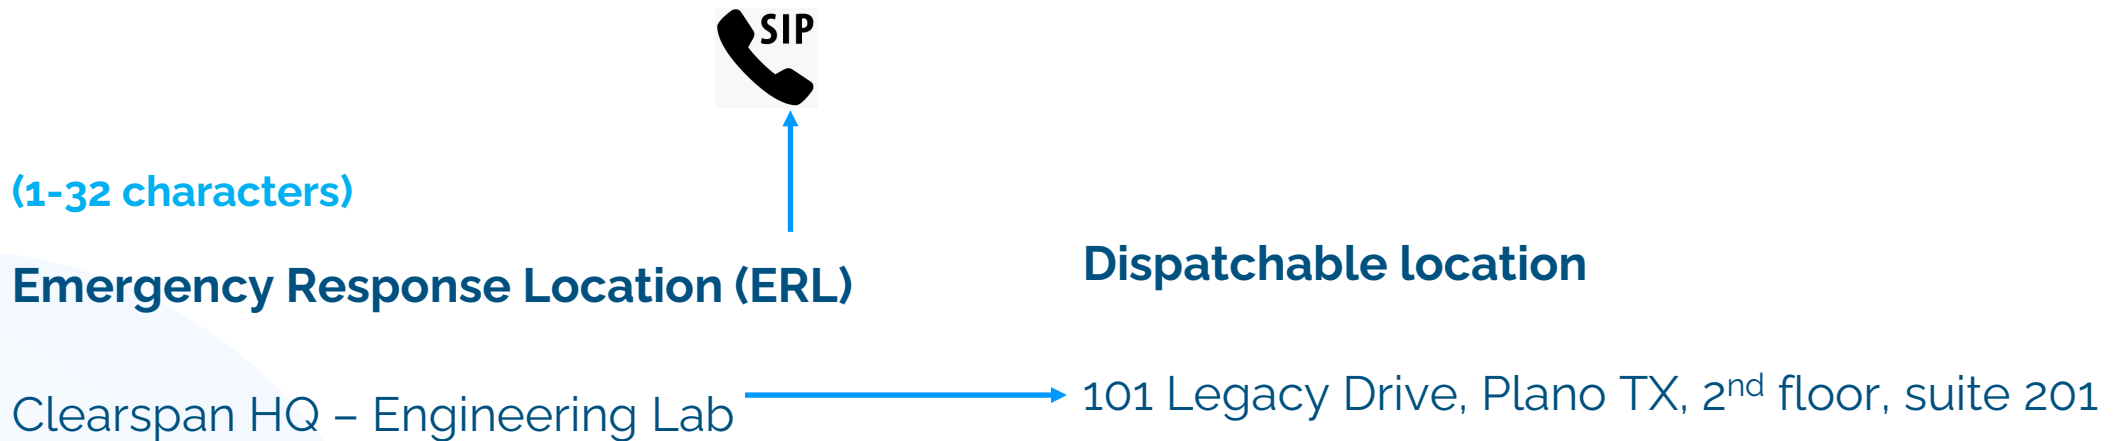 SIP
(1-32 characters)
Emergency Response Location (ERL)
Clearspan HQ – Engineering Lab
Dispatchable location
101 Legacy Drive, Plano TX, 2nd floor, suite 201